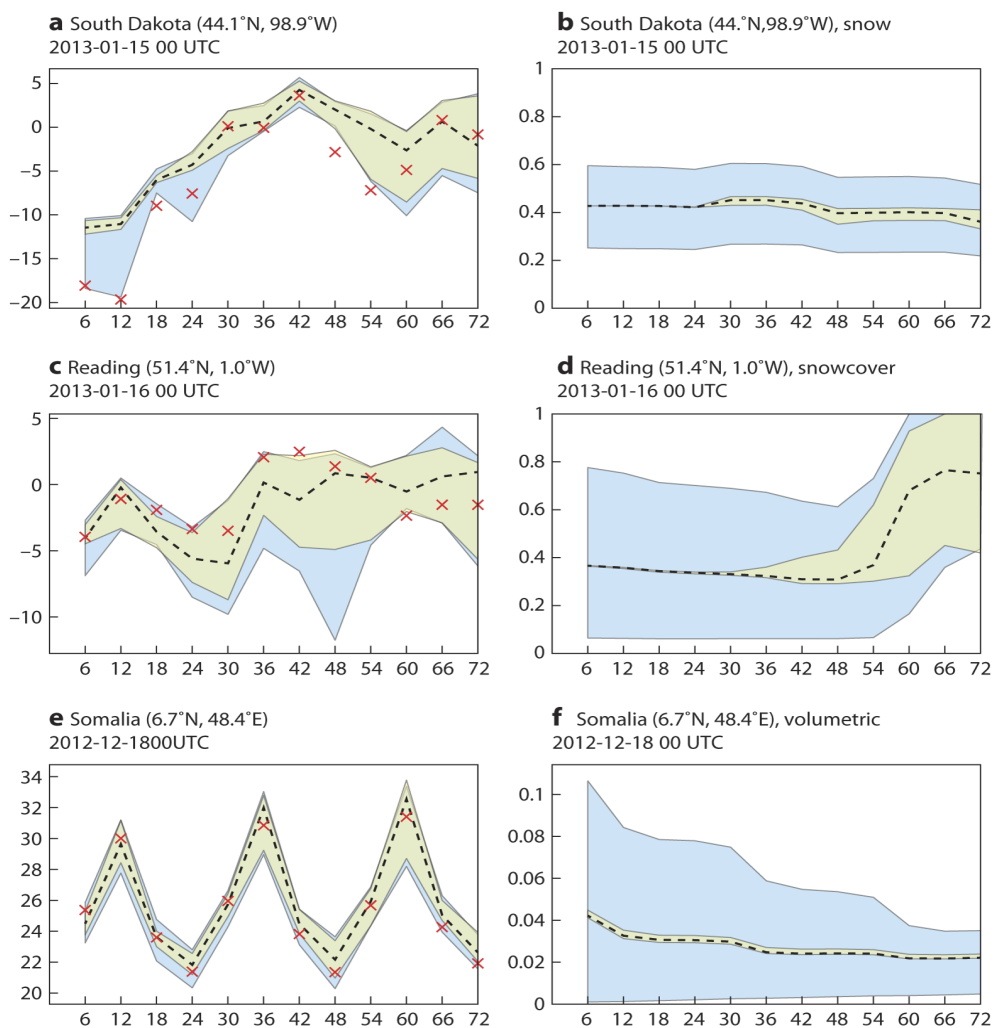 a South Dakota (44.1°N, 98.9°W)
2013-01-15 00 UTC
5
0
−5
−10
−15
−20
6 12 18 24 30 36 42 48 54 60 66 72
b South Dakota (44.°N,98.9°W), snow
2013-01-15 00 UTC
1
0.8
0.6
0.4
0.2
0
6 12 18 24 30 36 42 48 54 60 66 72
c Reading (51.4°N, 1.0°W)
2013-01-16 00 UTC
5
0
−5
−10
6 12 18 24 30 36 42 48 54 60 66 72
d Reading (51.4°N, 1.0°W), snowcover
2013-01-16 00 UTC
1
0.8
0.6
0.4
0.2
0
6 12 18 24 30 36 42 48 54 60 66 72
e Somalia (6.7°N, 48.4°E)
2012-12-1800UTC
34
32
30
28
26
24
22
20
6 12 18 24 30 36 42 48 54 60 66 72
f Somalia (6.7°N, 48.4°E), volumetric
2012-12-18 00 UTC
0.1
0.08
0.06
0.04
0.02
0
6 12 18 24 30 36 42 48 54 60 66 72